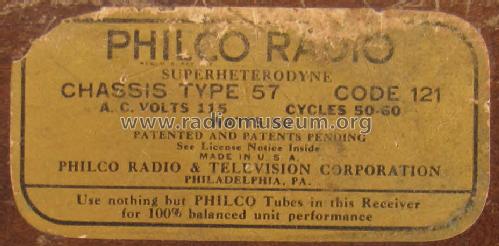 PHILCO RADIO
SUPERHETERODYNE
CHASSIS TYPE 57 CODE 121
A.C. VOLTS 115 CYCLES 50-60
www.radiomuseum.org
PATENTED AND PATENTS PENDING
See License Notice Inside
MADE IN U.S.A.
PHILCO RADIO & TELEVISION CORPORATION
PHILADELPHIA, PA.
Use nothing but PHILCO Tubes in this Receiver
for 100% balanced unit performance